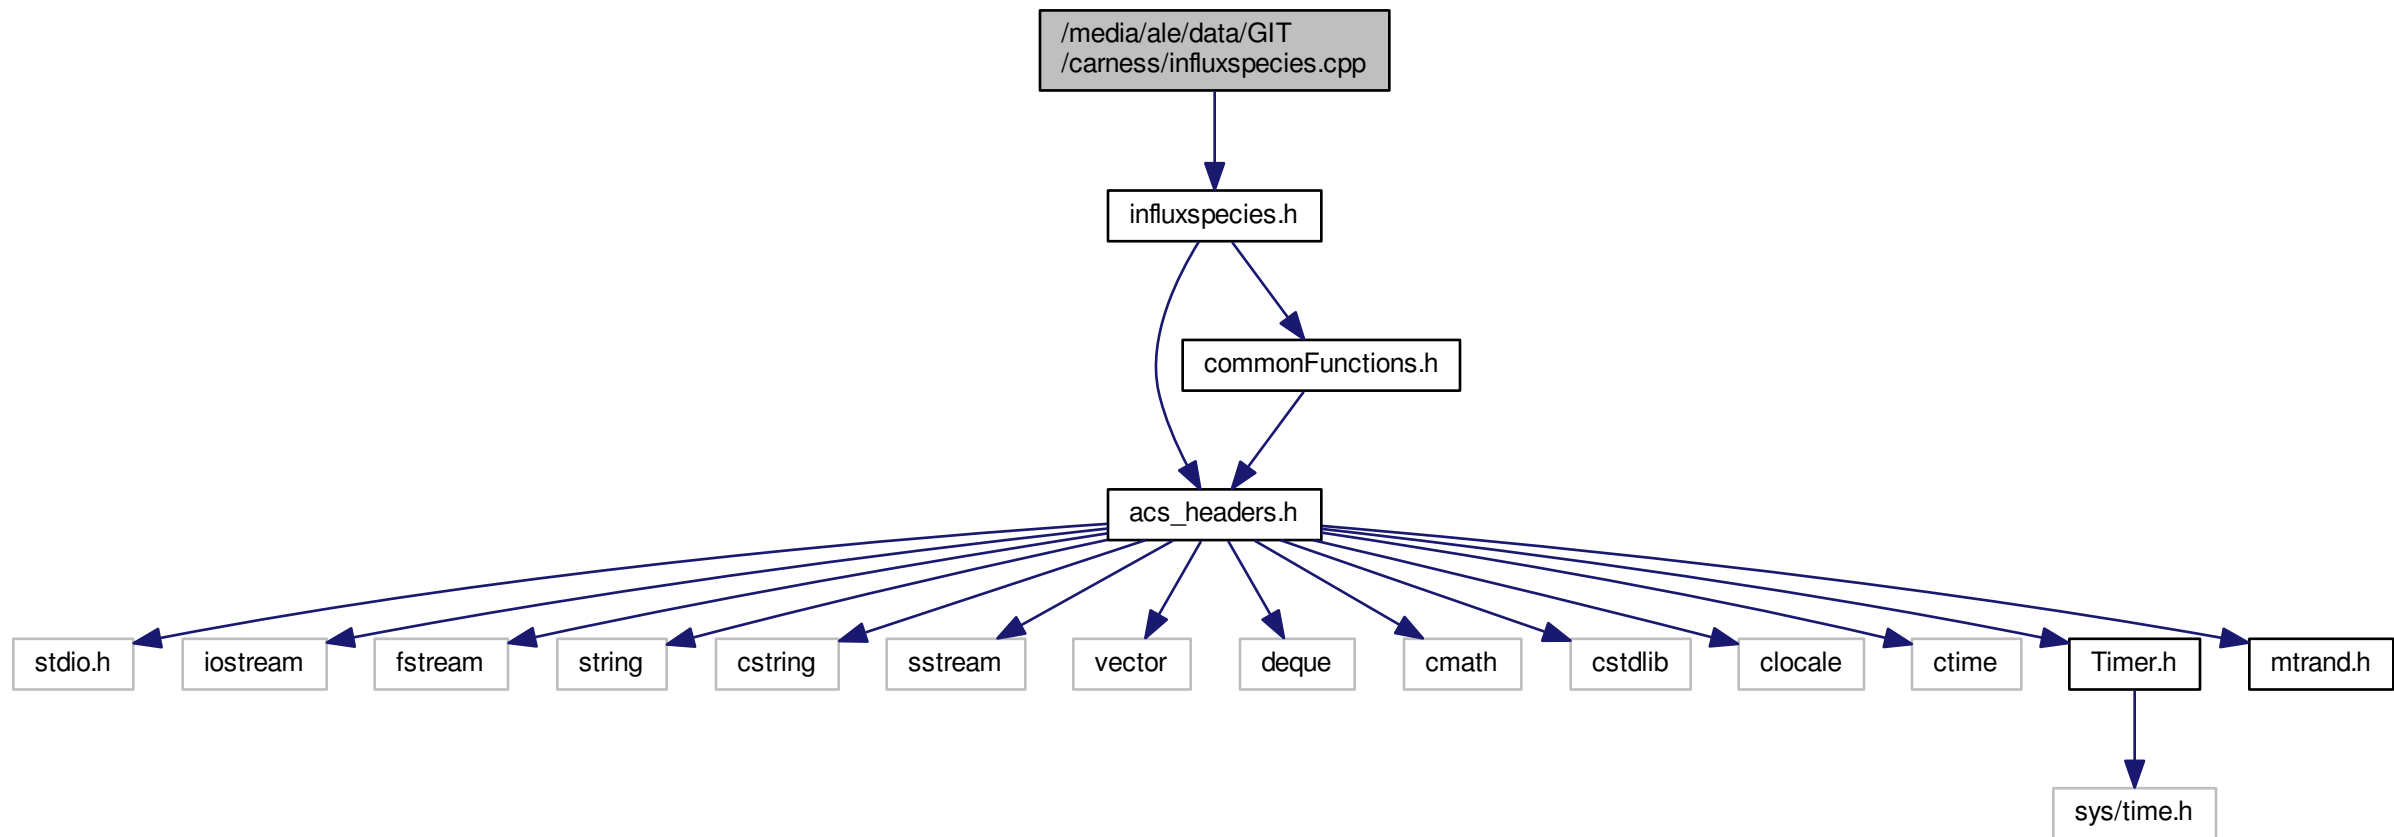 /media/ale/data/GIT
/carness/influxspecies.cpp
influxspecies.h
commonFunctions.h
acs_headers.h
stdio.h
iostream
fstream
string
cstring
sstream
vector
deque
cmath
cstdlib
clocale
ctime
Timer.h
mtrand.h
sys/time.h